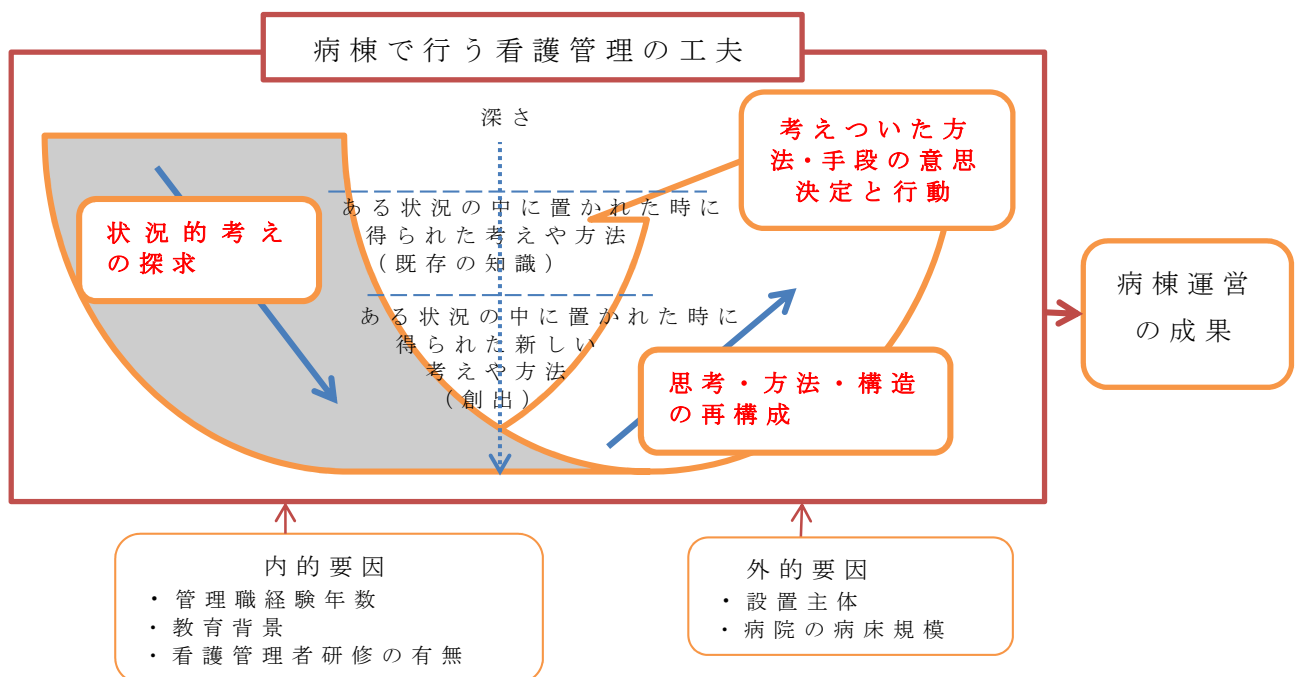 病棟で行う看護管理の工夫
深さ
考えついた方
法・手段の意思
決定と行動
状況的考え
の探求
ある状況の中に置かれた時に
得られた考えや方法
(既存の知識)
ある状況の中に置かれた時に
得られた新しい
考えや方法
(創出)
思考・方法・構造
の再構成
病棟運営
の成果
内的要因
・管理職経験年数
・教育背景
・看護管理者研修の有無
外的要因
・設置主体
・病院の病床規模